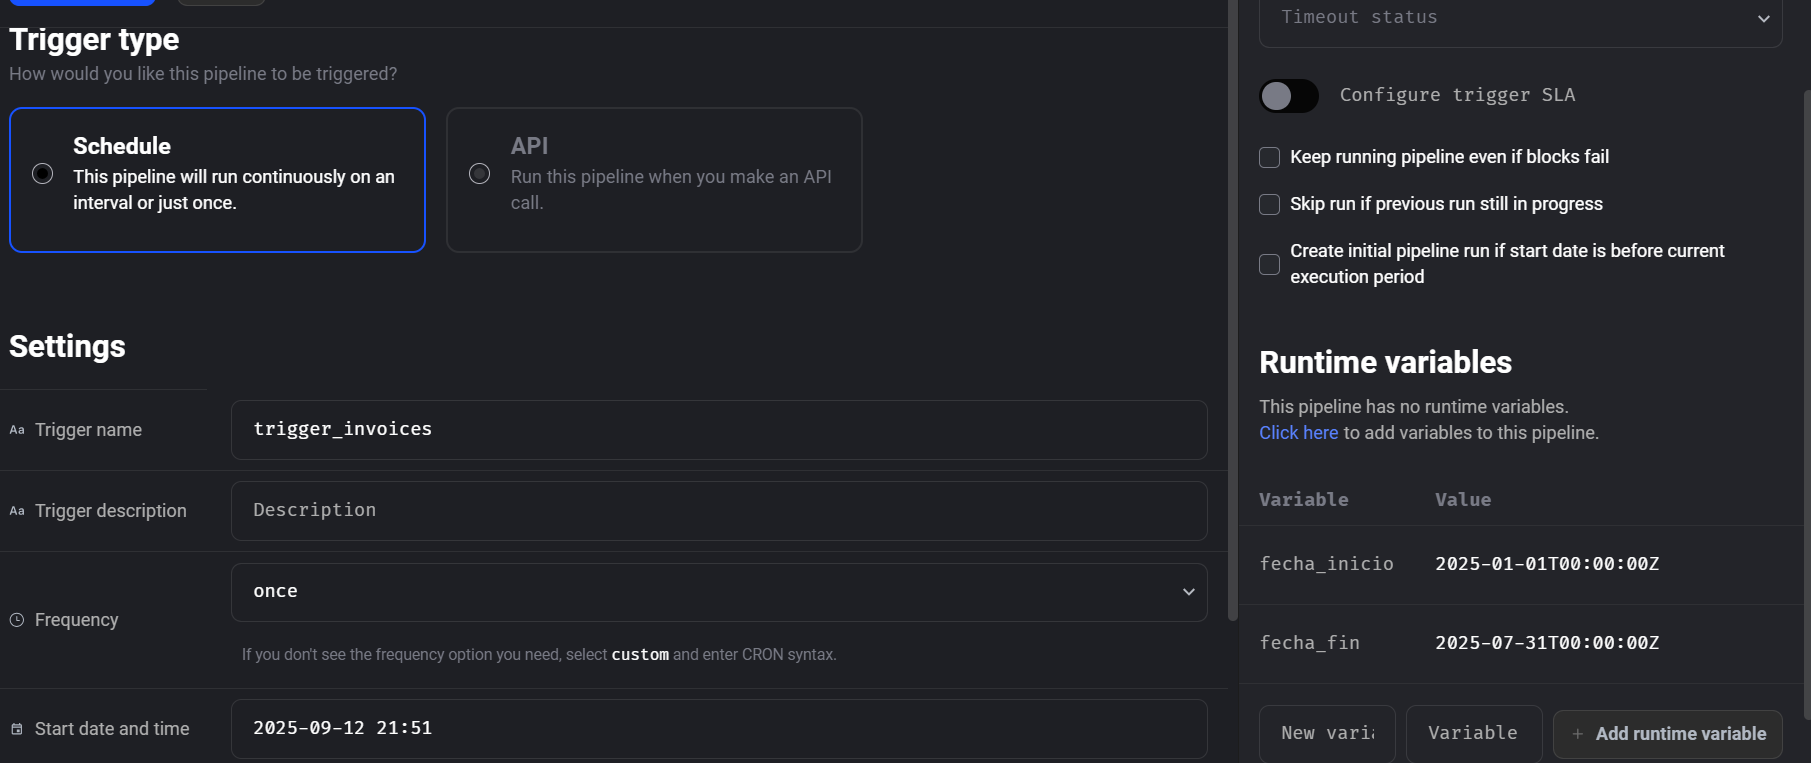 Trigger type
How would you like this pipeline to be triggered?
Schedule
This pipeline will run continuously on an
interval or just once.
API
Run this pipeline when you make an API
call.
Settings
Aa Trigger name
trigger_invoices
Aa Trigger description
Description
Frequency
once
If you don't see the frequency option you need, select custom and enter CRON syntax.
Start date and time
2025-09-12 21:51
Timeout status
Configure trigger SLA
Keep running pipeline even if blocks fail
Skip run if previous run still in progress
Create initial pipeline run if start date is before current
execution period
Runtime variables
This pipeline has no runtime variables.
Click here to add variables to this pipeline.
Variable Value
fecha_inicio 2025-01-01T00:00:00Z
fecha_fin 2025-07-31T00:00:00Z
New varia Variable + Add runtime variable